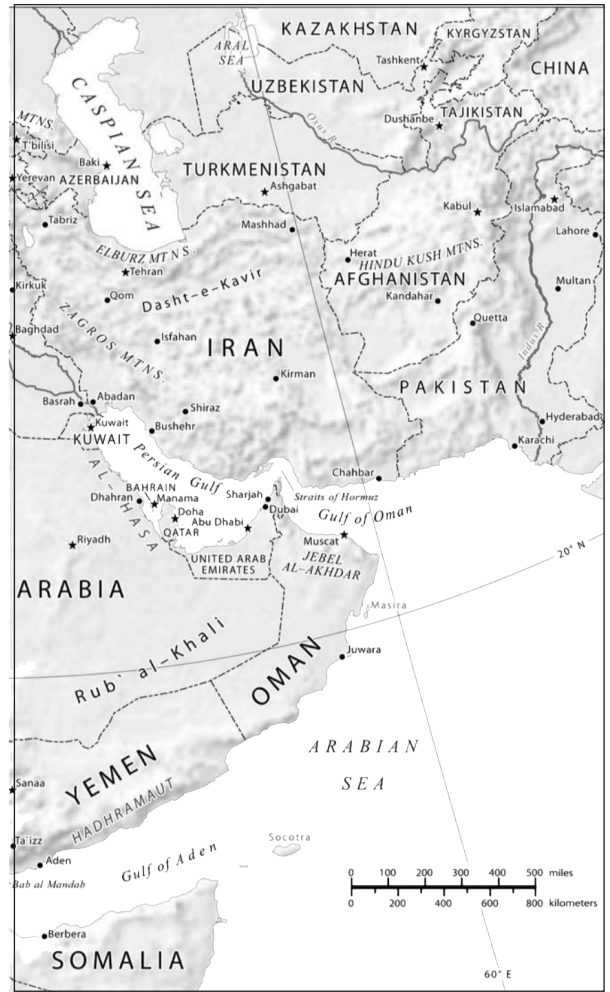 KAZAKHSTAN
KYRGYZSTAN
ARAL
SEA
Tashkent
CHINA
UZBEKISTAN
CASPIAN SEA
Oxus R.
Dushanbe
TAJIKISTAN
MTNS.
T'bilisi
Baki
TURKMENISTAN
Yerevan
AZERBAIJAN
Ashgabat
Kabul
Islamabad
Tabriz
Mashhad
Lahore
ELBURZ MTNS.
Herat
HINDU KUSH MTNS.
Tehran
AFGHANISTAN
Kirkuk
Qom
Dasht-e-Kavir
Multan
Kandahar
ZAGROS MTNS.
Baghdad
Isfahan
Quetta
IRAN
Indus R.
Kirman
PAKISTAN
Basrah
Abadan
Shiraz
Hyderabad
Kuwait
KUWAIT
Bushehr
Karachi
Persian Gulf
Chahbar
AL-HASA
BAHRAIN
Dhahran
Manama
Sharjah
Straits of Hormuz
Doha
Dubai
Gulf of Oman
Abu Dhabi
QATAR
Muscat
Riyadh
UNITED ARAB
EMIRATES
JEBEL
AL-AKHDAR
20° N
ARABIA
Masira
Rub' al-Khali
OMAN
Juwara
ARABIAN
SEA
YEMEN
Sanaa
HADHRAMAUT
Ta'izz
Socotra
Aden
Gulf of Aden
Bab al Mandab
0 100 200 300 400 500 miles
0 200 400 600 800 kilometers
Berbera
SOMALIA
60° E